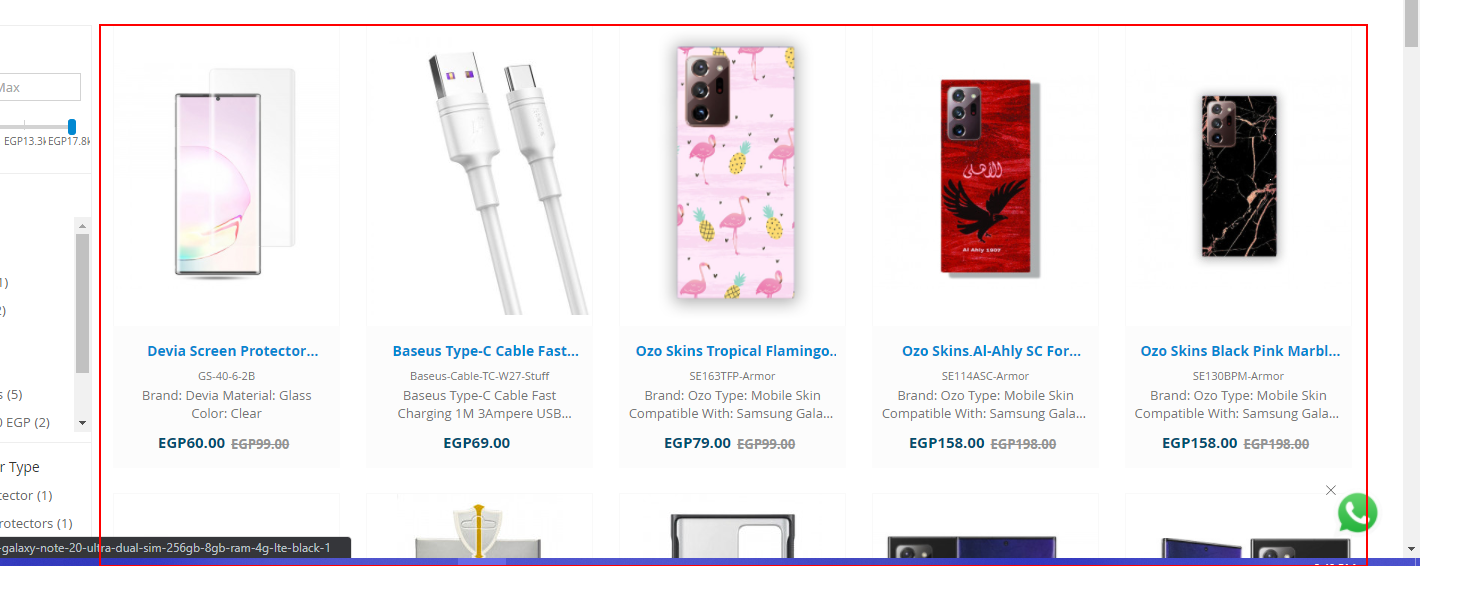 Max
EGP13.3k
EGP17.8k
s (5)
0 EGP (2)
r Type
tector (1)
rotectors (1)
الأهلي
Al Ahly 1907
Devia Screen Protector...
GS-40-6-2B
Brand: Devia Material: Glass
Color: Clear
EGP60.00 EGP99.00
Baseus Type-C Cable Fast...
Baseus-Cable-TC-W27-Stuff
Baseus Type-C Cable Fast
Charging 1M 3Ampere USB...
EGP69.00
Ozo Skins Tropical Flamingo..
SE163TFP-Armor
Brand: Ozo Type: Mobile Skin
Compatible With: Samsung Gala...
EGP79.00 EGP99.00
Ozo Skins.Al-Ahly SC For...
SE114ASC-Armor
Brand: Ozo Type: Mobile Skin
Compatible With: Samsung Gala...
EGP158.00 EGP198.00
Ozo Skins Black Pink Marbl...
SE130BPM-Armor
Brand: Ozo Type: Mobile Skin
Compatible With: Samsung Gala...
EGP158.00 EGP198.00
-galaxy-note-20-ultra-dual-sim-256gb-8gb-ram-4g-lte-black-1